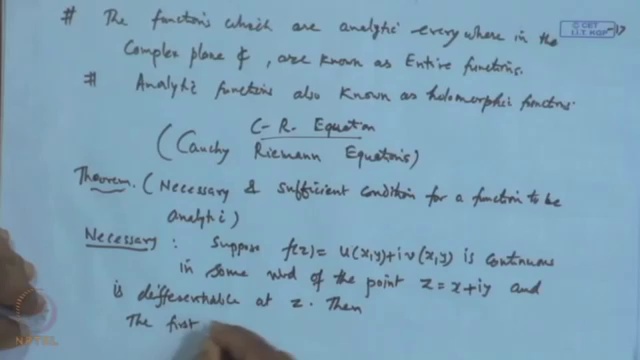 # The functions which are analytic everywhere in the
Complex plane ₵, are known as Entire functions.
# Analytic functions also known as holomorphic functions.
C-R. Equation
(Cauchy Riemann Equations)
Theorem. (Necessary & sufficient condition for a function to be
analytic)
Necessary : Suppose f(z) = u(x,y)+iv(x,y) is continuous
in some nbd of the point z = x+iy and
is differentiable at z. Then
The first
© CET
I.I.T. KGP
NPTEL